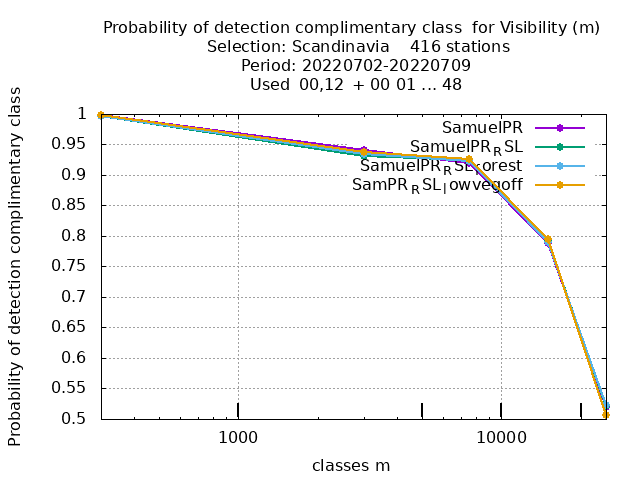 Probability of detection complimentary class for Visibility (m)
Selection: Scandinavia 416 stations
Period: 20220702-20220709
Used 00,12 + 00 01 ... 48
Probability of detection complimentary class
1
0.95
0.9
0.85
0.8
0.75
0.7
0.65
0.6
0.55
0.5
SamuelPR
SamuelPR_RSL
SamPR_RSL_lowvegoff
1000
10000
classes m